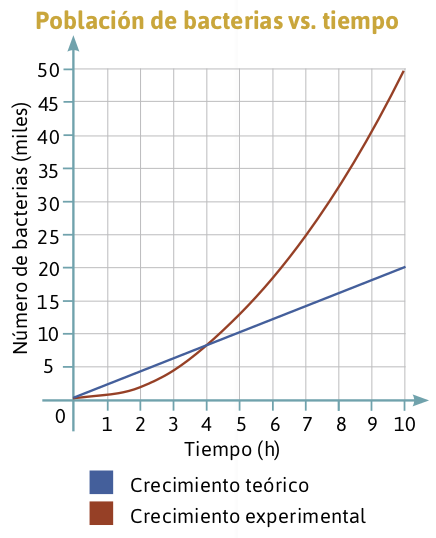 Población de bacterias vs. tiempo
Número de bacterias (miles)
50
45
40
35
30
25
20
15
10
5
0
1 2 3 4 5 6 7 8 9 10
Tiempo (h)
Crecimiento teórico
Crecimiento experimental